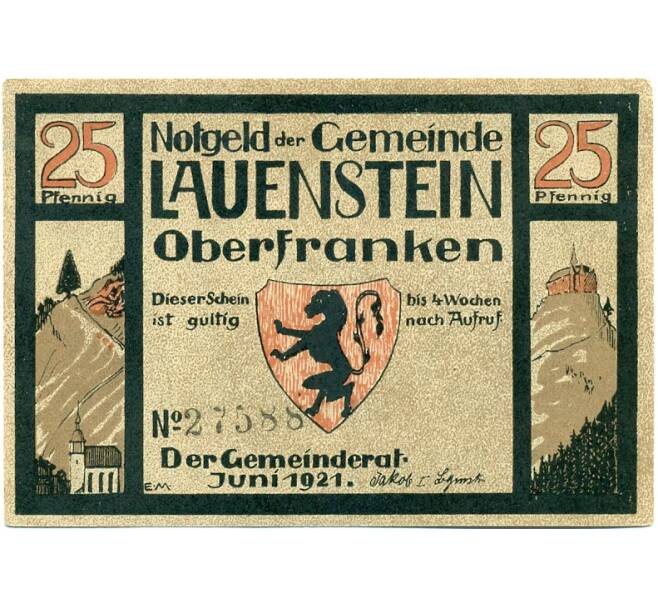 25
Pfennig
Notgeld der Gemeinde
LAUENSTEIN
Oberfranken
25
Pfennig
Dieser Schein
ist gültig
bis 4 Wochen
nach Aufruf.
No 27588
Der Gemeinderat.
Juni 1921.
EM
Jakob I.